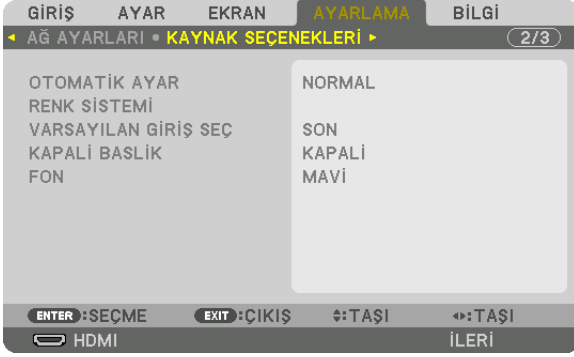 GİRİŞ AYAR EKRAN AYARLAMA BİLGİ
◂ AĞ AYARLARI • KAYNAK SEÇENEKLERİ ▸ 2/3
OTOMATİK AYAR NORMAL
RENK SİSTEMİ
VARSAYILAN GİRİŞ SEÇ SON
KAPALİ BASLİK KAPALİ
FON MAVİ
ENTER :SEÇME EXIT :ÇIKIŞ :TAŞI :TAŞI
HDMI İLERİ